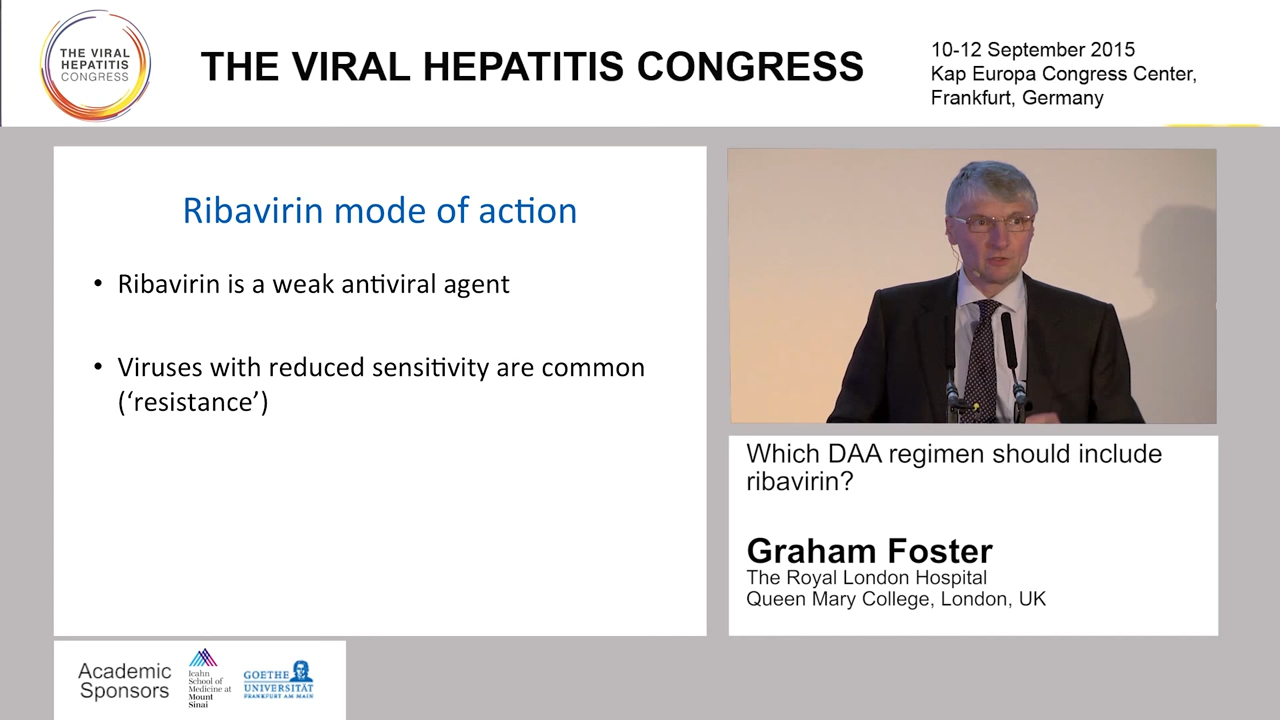 THE VIRAL
HEPATITIS
CONGRESS
THE VIRAL HEPATITIS CONGRESS
10-12 September 2015
Kap Europa Congress Center,
Frankfurt, Germany
Ribavirin mode of action
• Ribavirin is a weak antiviral agent
• Viruses with reduced sensitivity are common
(‘resistance’)
Which DAA regimen should include
ribavirin?
Graham Foster
The Royal London Hospital
Queen Mary College, London, UK
Academic
Sponsors
Icahn
School of
Medicine at
Mount
Sinai
GOETHE
UNIVERSITÄT
FRANKFURT AM MAIN